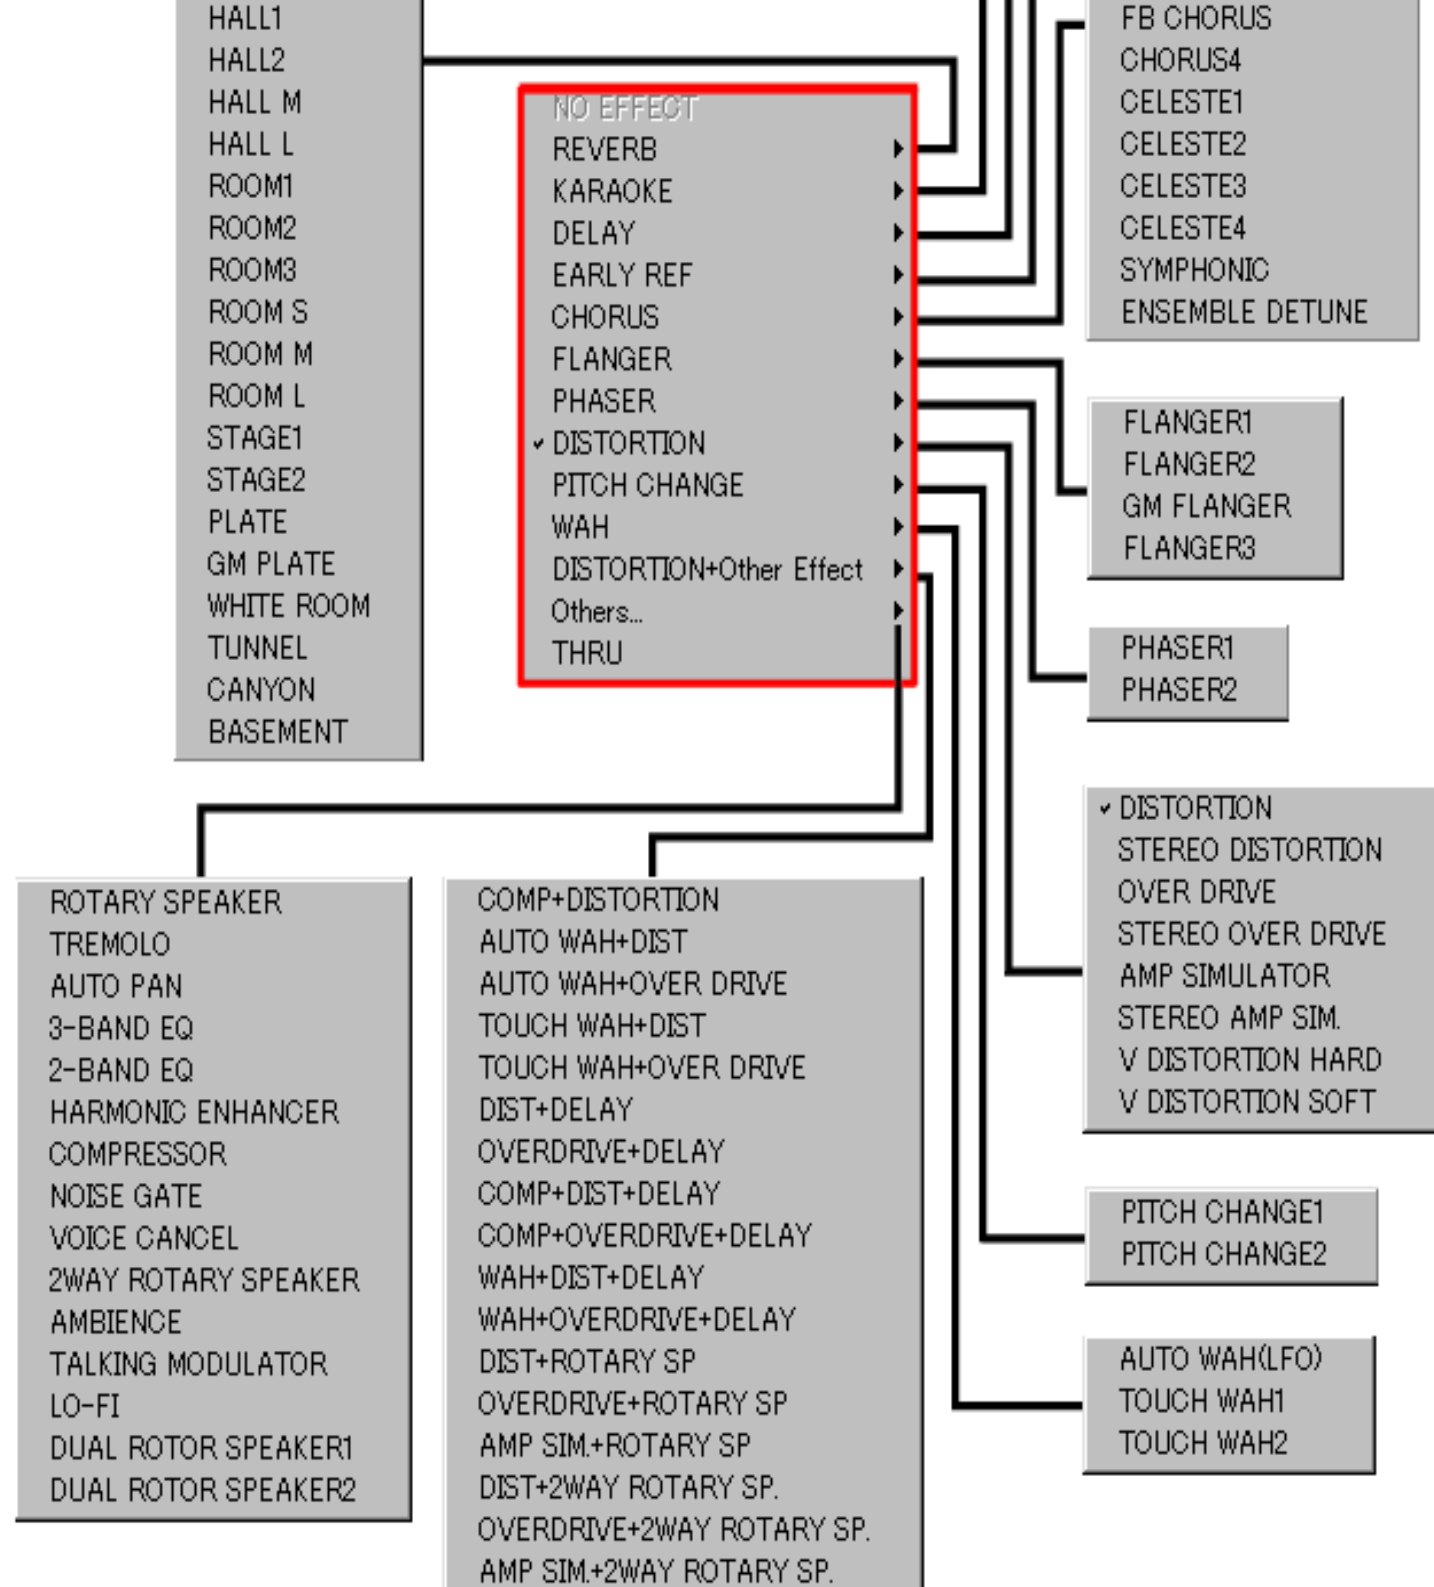 HALL1
HALL2
HALL M
HALL L
ROOM1
ROOM2
ROOM3
ROOM S
ROOM M
ROOM L
STAGE1
STAGE2
PLATE
GM PLATE
WHITE ROOM
TUNNEL
CANYON
BASEMENT
NO EFFECT
REVERB
KARAOKE
DELAY
EARLY REF
CHORUS
FLANGER
PHASER
DISTORTION
PITCH CHANGE
WAH
DISTORTION+Other Effect
Others...
THRU
FB CHORUS
CHORUS4
CELESTE1
CELESTE2
CELESTE3
CELESTE4
SYMPHONIC
ENSEMBLE DETUNE
FLANGER1
FLANGER2
GM FLANGER
FLANGER3
PHASER1
PHASER2
DISTORTION
STEREO DISTORTION
OVER DRIVE
STEREO OVER DRIVE
AMP SIMULATOR
STEREO AMP SIM.
V DISTORTION HARD
V DISTORTION SOFT
PITCH CHANGE1
PITCH CHANGE2
AUTO WAH(LFO)
TOUCH WAH1
TOUCH WAH2
ROTARY SPEAKER
TREMOLO
AUTO PAN
3-BAND EQ
2-BAND EQ
HARMONIC ENHANCER
COMPRESSOR
NOISE GATE
VOICE CANCEL
2WAY ROTARY SPEAKER
AMBIENCE
TALKING MODULATOR
LO-FI
DUAL ROTOR SPEAKER1
DUAL ROTOR SPEAKER2
COMP+DISTORTION
AUTO WAH+DIST
AUTO WAH+OVER DRIVE
TOUCH WAH+DIST
TOUCH WAH+OVER DRIVE
DIST+DELAY
OVERDRIVE+DELAY
COMP+DIST+DELAY
COMP+OVERDRIVE+DELAY
WAH+DIST+DELAY
WAH+OVERDRIVE+DELAY
DIST+ROTARY SP
OVERDRIVE+ROTARY SP
AMP SIM.+ROTARY SP
DIST+2WAY ROTARY SP.
OVERDRIVE+2WAY ROTARY SP.
AMP SIM.+2WAY ROTARY SP.